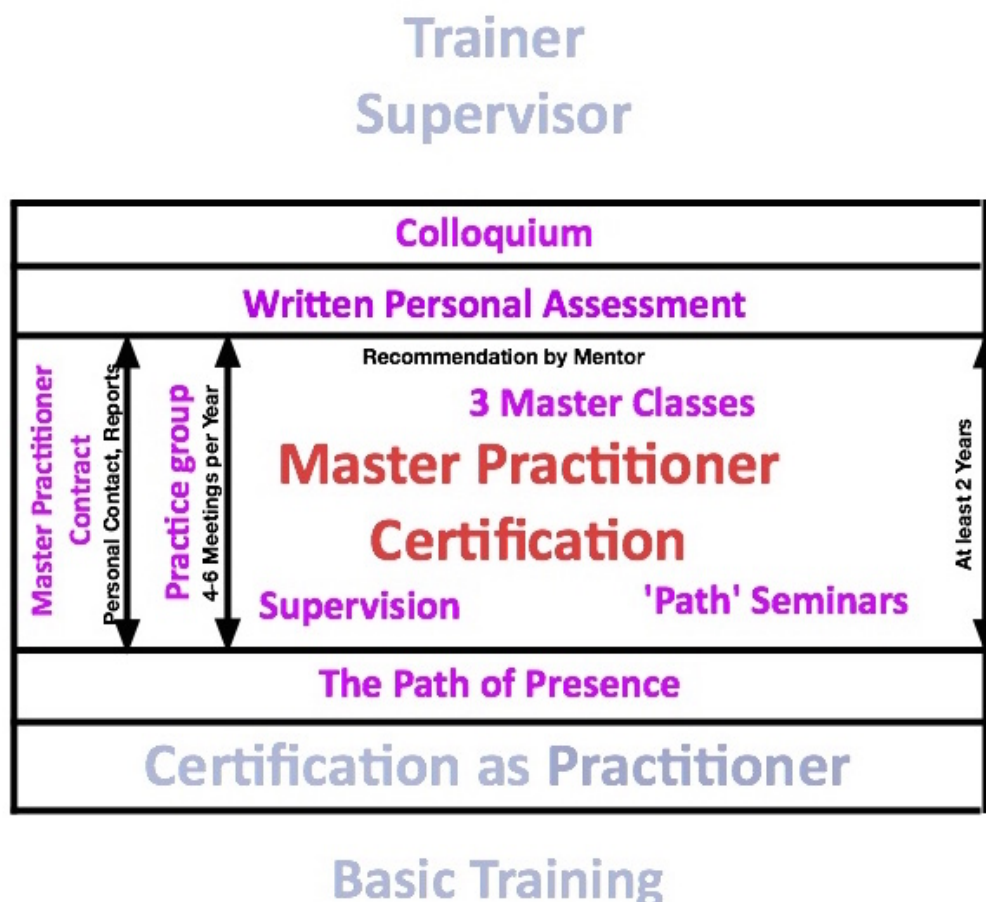 Trainer
Supervisor
Colloquium
Written Personal Assessment
Recommendation by Mentor
Master Practitioner
Contract
Personal Contact, Reports
Practice group
4-6 Meetings per Year
3 Master Classes
Master Practitioner
Certification
Supervision
'Path' Seminars
At least 2 Years
The Path of Presence
Certification as Practitioner
Basic Training